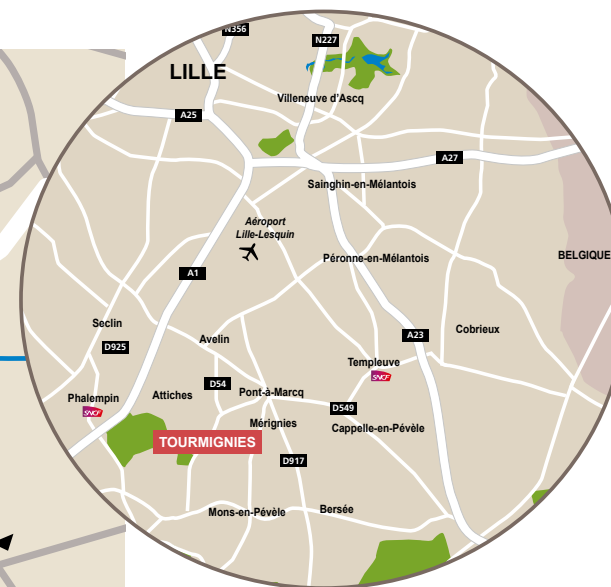 N356
N227
LILLE
Villeneuve d'Ascq
A25
A27
Sainghin-en-Mélantois
Aéroport
Lille-Lesquin
Péronne-en-Mélantois
BELGIQUE
A1
Seclin
Avelin
A23
Cobrieux
D925
Templeuve
SNCF
D54
Phalempin
Attiches
Pont-à-Marcq
SNCF
D549
Mérignies
Cappelle-en-Pévèle
TOURMIGNIES
D917
Mons-en-Pévèle
Bersée